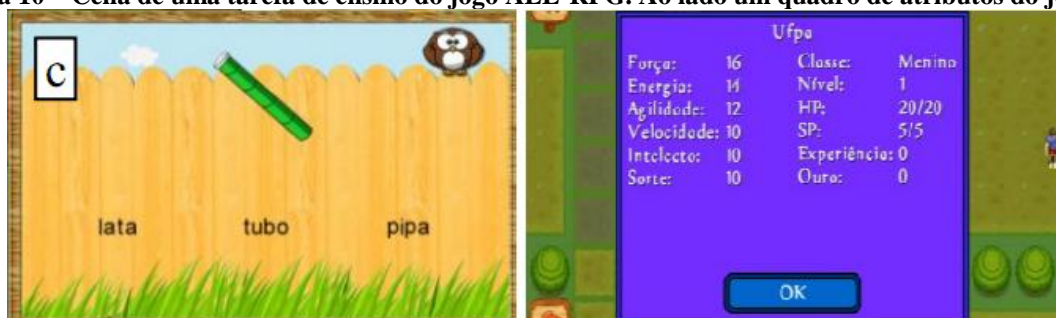 10 – Cena de uma tarefa de ensino do jogo ALE-RPG. Ao lado um quadro de atributos do
c
lata tubo pipa
Ufpa
Força: 16 Classe: Menino
Energia: 14 Nível: 1
Agilidade: 12 HP: 20/20
Velocidade: 10 SP: 5/5
Intelecto: 10 Experiência: 0
Sorte: 10 Ouro: 0
OK